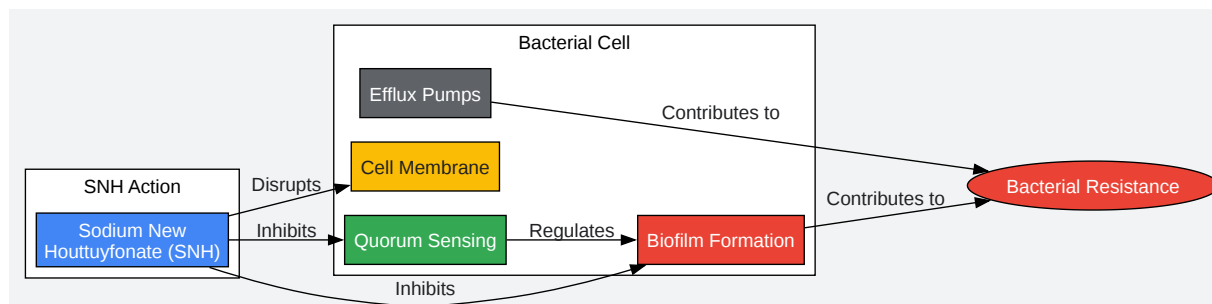 Bacterial Cell
Efflux Pumps
Contributes to
Cell Membrane
SNH Action
Disrupts
Bacterial Resistance
Contributes to
Sodium New
Houttuyfonate (SNH)
Inhibits
Quorum Sensing
Regulates
Biofilm Formation
Inhibits